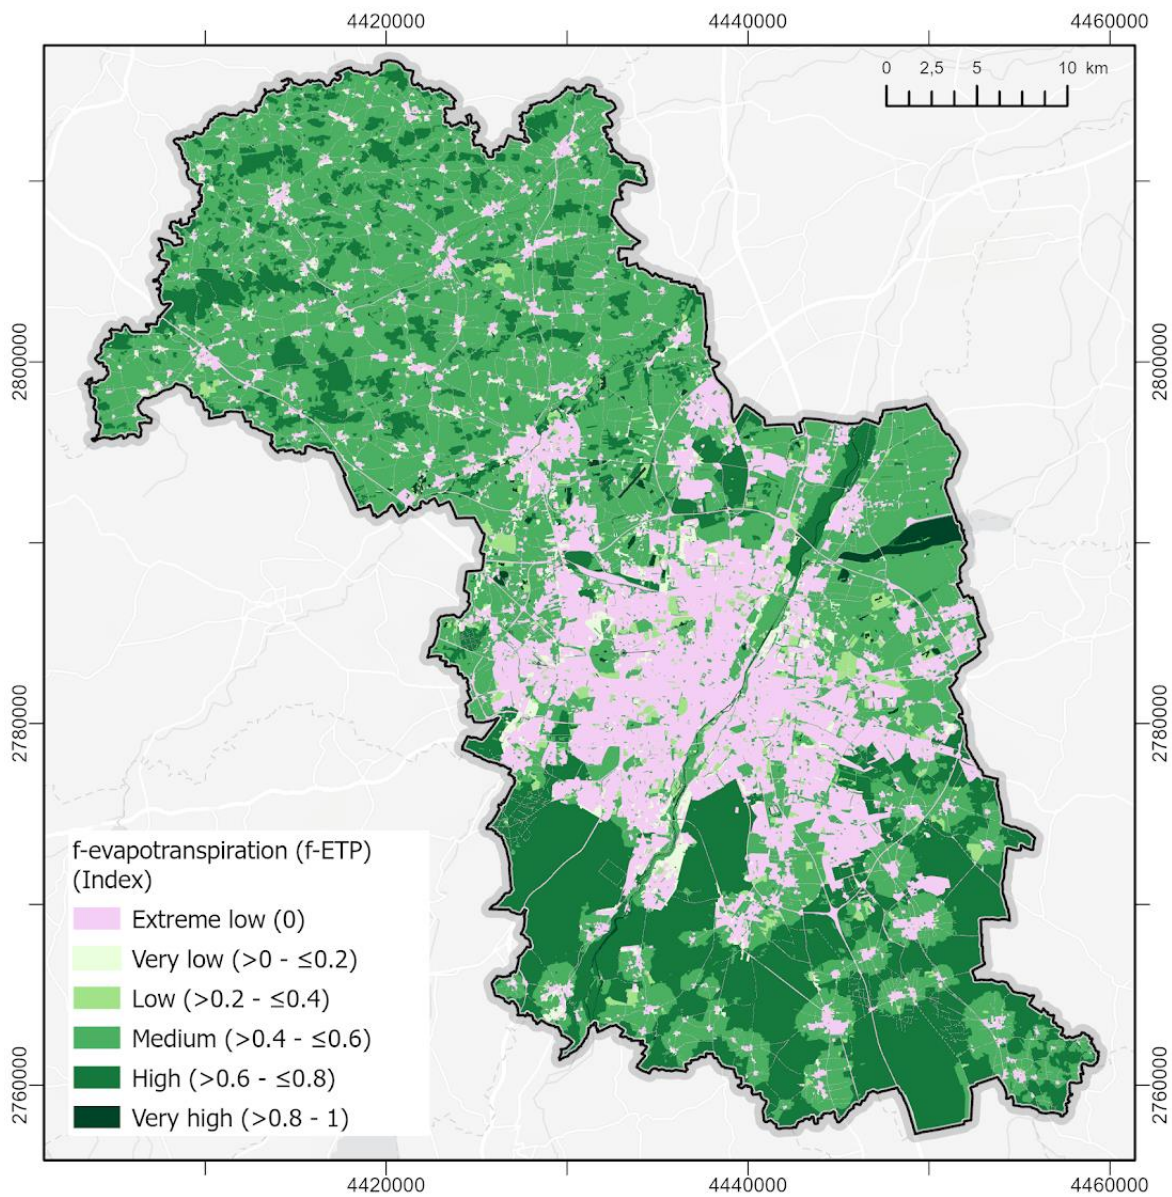 4420000 4440000 4460000
0 2,5 5 10 km
2800000 2800000
2780000 2780000
2760000 2760000
f-evapotranspiration (f-ETP)
(Index)
Extreme low (0)
Very low (>0 - ≤0.2)
Low (>0.2 - ≤0.4)
Medium (>0.4 - ≤0.6)
High (>0.6 - ≤0.8)
Very high (>0.8 - 1)
4420000 4440000 4460000